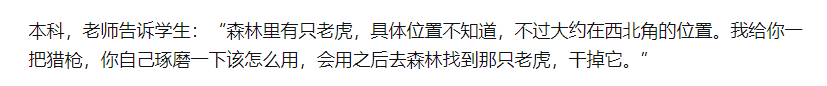 本科，老师告诉学生：“森林里有只老虎，具体位置不知道，不过大约在西北角的位置。我给你一
把猎枪，你自己琢磨一下该怎么用，会用之后去森林找到那只老虎，干掉它。“